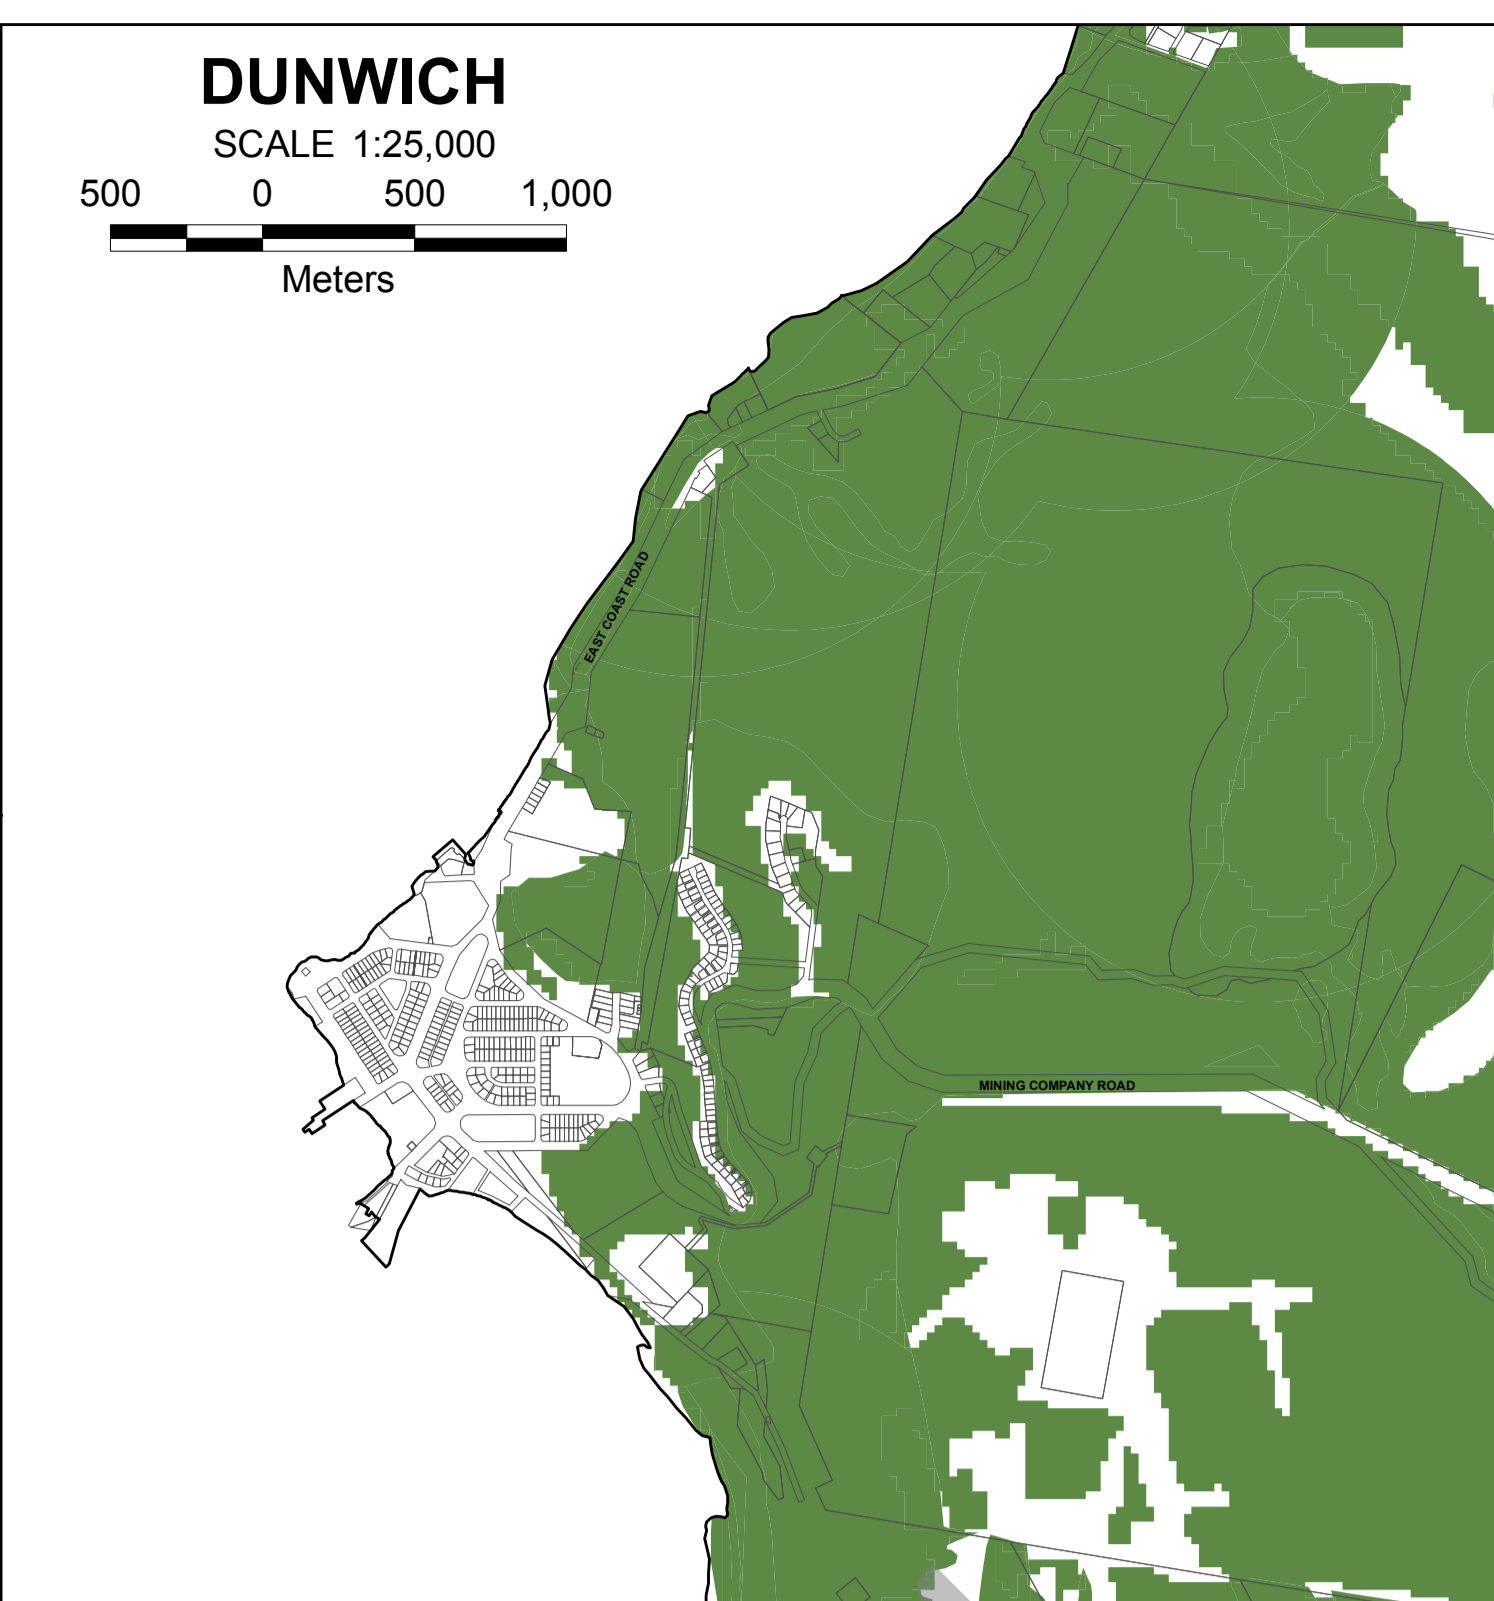 DUNWICH
SCALE 1:25,000
500 0 500 1,000
Meters
EAST COAST ROAD
MINING COMPANY ROAD